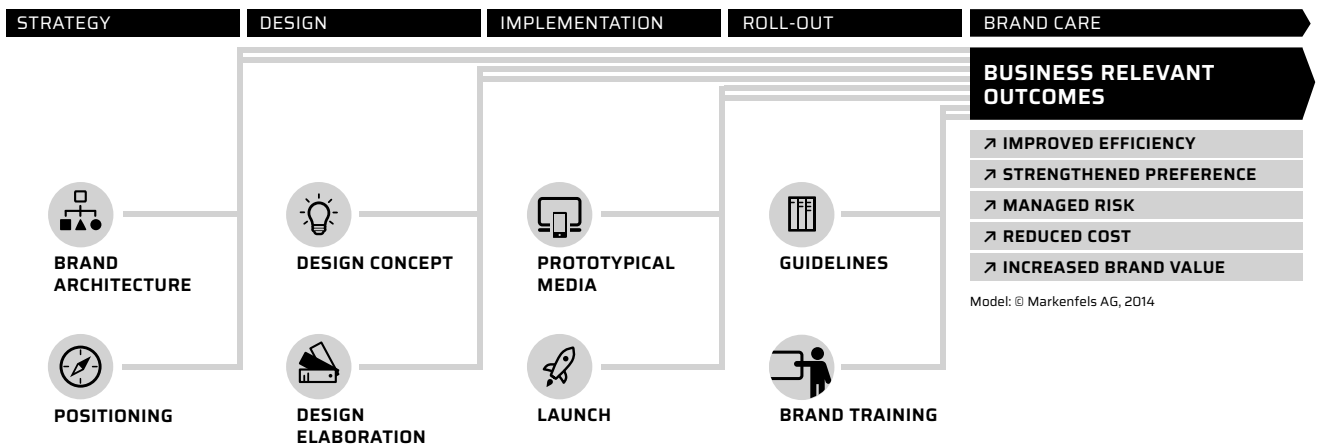 STRATEGY
DESIGN
IMPLEMENTATION
ROLL-OUT
BRAND CARE
BUSINESS RELEVANT
OUTCOMES
↗ IMPROVED EFFICIENCY
↗ STRENGTHENED PREFERENCE
↗ MANAGED RISK
↗ REDUCED COST
↗ INCREASED BRAND VALUE
Model: © Markenfels AG, 2014
BRAND
ARCHITECTURE
DESIGN CONCEPT
PROTOTYPICAL
MEDIA
GUIDELINES
POSITIONING
DESIGN
ELABORATION
LAUNCH
BRAND TRAINING